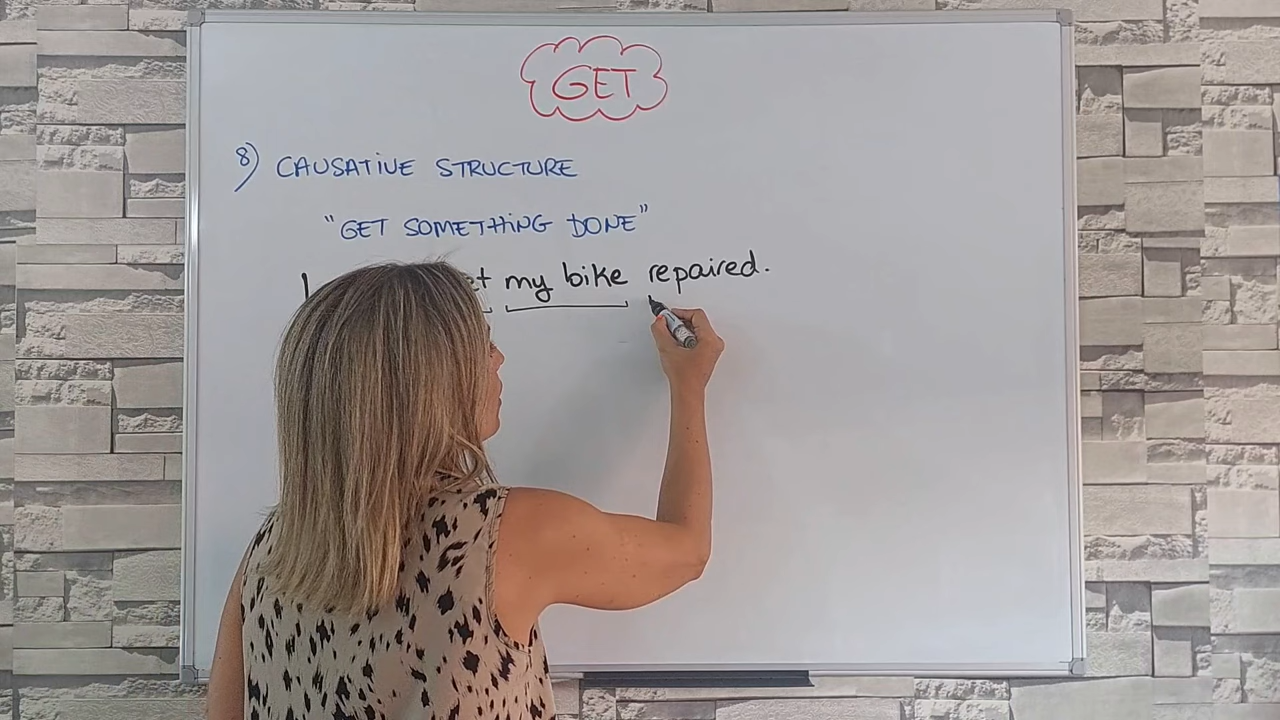 GET
8) CAUSATIVE STRUCTURE
"GET SOMETHING DONE"
I my bike repaired.